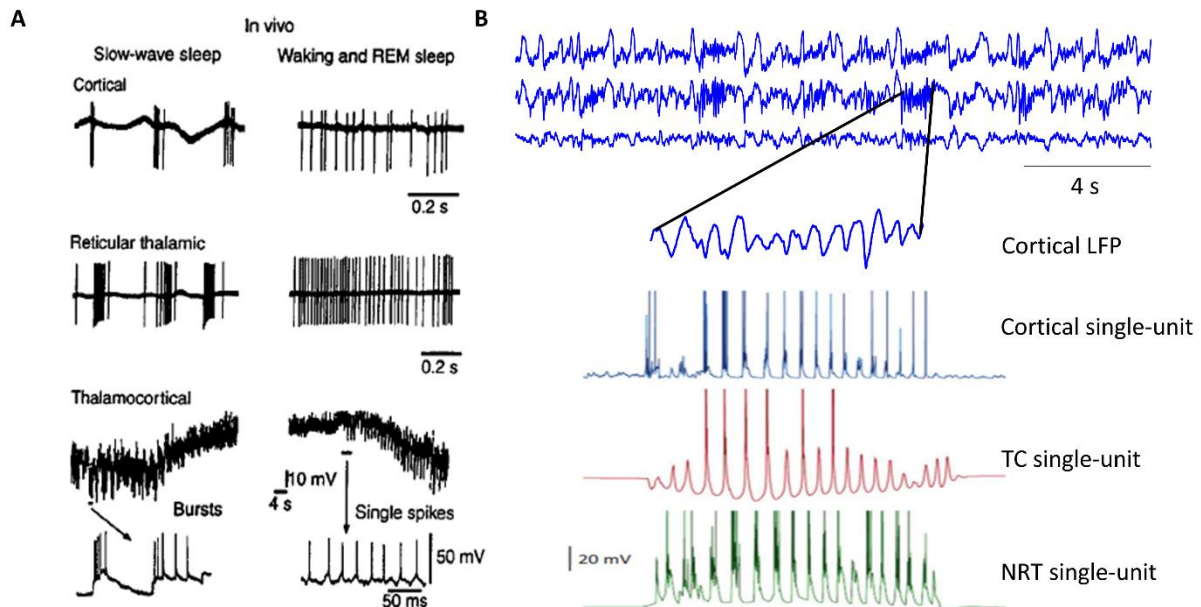 A
In vivo
Slow-wave sleep
Waking and REM sleep
Cortical
0.2 s
Reticular thalamic
0.2 s
Thalamocortical
10 mV
4 s
Bursts
Single spikes
50 mV
50 ms
B
4 s
Cortical LFP
Cortical single-unit
TC single-unit
20 mV
NRT single-unit